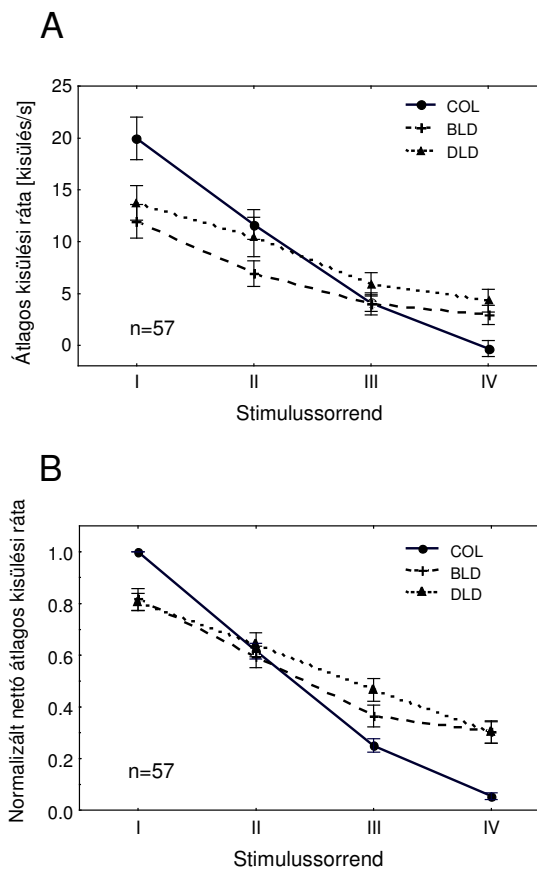 A
Átlagos kisülési ráta [kisülés/s]
25
20
15
10
5
0
COL
BLD
DLD
n=57
I II III IV
Stimulussorrend
B
Normalizált nettó átlagos kisülési ráta
1.0
0.8
0.6
0.4
0.2
0.0
COL
BLD
DLD
n=57
I II III IV
Stimulussorrend